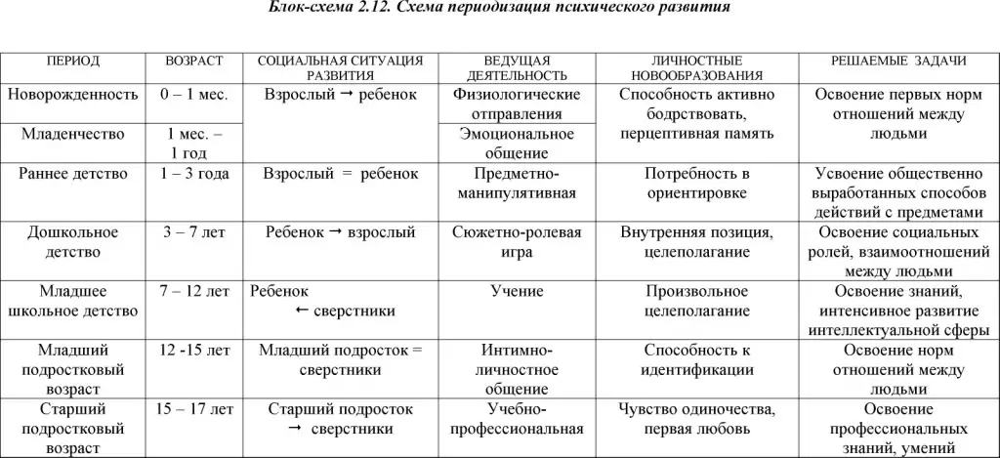 Блок-схема 2.12. Схема периодизация психического развития
ПЕРИОД
ВОЗРАСТ
СОЦИАЛЬНАЯ СИТУАЦИЯ
РАЗВИТИЯ
ВЕДУЩАЯ
ДЕЯТЕЛЬНОСТЬ
ЛИЧНОСТНЫЕ
НОВООБРАЗОВАНИЯ
РЕШАЕМЫЕ ЗАДАЧИ
Новорожденность
0 – 1 мес.
Взрослый → ребенок
Физиологические
отправления
Способность активно
бодрствовать,
перцептивная память
Освоение первых норм
отношений между
людьми
Младенчество
1 мес. –
1 год
Эмоциональное
общение
Раннее детство
1 – 3 года
Взрослый = ребенок
Предметно-
манипулятивная
Потребность в
ориентировке
Усвоение общественно
выработанных способов
действий с предметами
Дошкольное
детство
3 – 7 лет
Ребенок → взрослый
Сюжетно-ролевая
игра
Внутренняя позиция,
целеполагание
Освоение социальных
ролей, взаимоотношений
между людьми
Младшее
школьное детство
7 – 12 лет
Ребенок
← сверстники
Учение
Произвольное
целеполагание
Освоение знаний,
интенсивное развитие
интеллектуальной сферы
Младший
подростковый
возраст
12 -15 лет
Младший подросток =
сверстники
Интимно-
личностное
общение
Способность к
идентификации
Освоение норм
отношений между
людьми
Старший
подростковый
возраст
15 – 17 лет
Старший подросток
→ сверстники
Учебно-
профессиональная
Чувство одиночества,
первая любовь
Освоение
профессиональных
знаний, умений